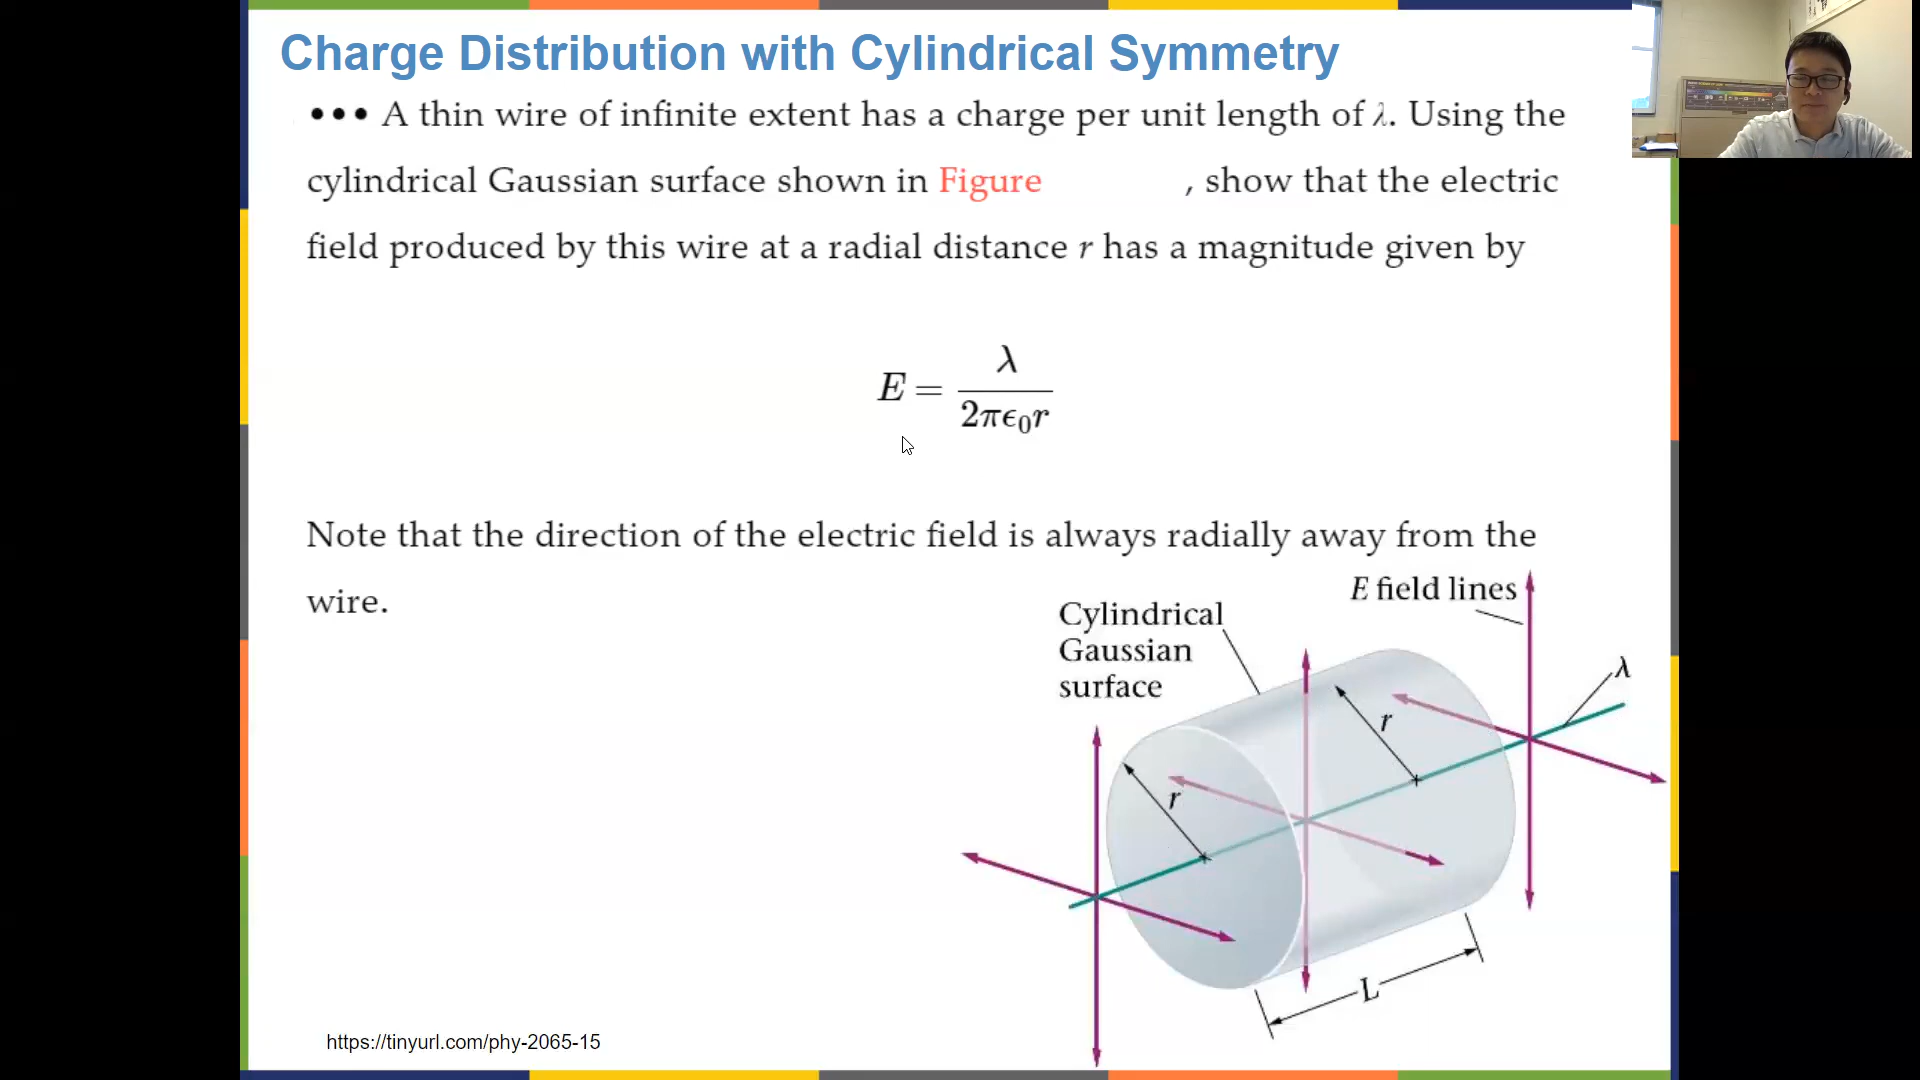 Charge Distribution with Cylindrical Symmetry
••• A thin wire of infinite extent has a charge per unit length of λ. Using the
cylindrical Gaussian surface shown in Figure , show that the electric
field produced by this wire at a radial distance r has a magnitude given by
E = λ / 2πϵ₀r
Note that the direction of the electric field is always radially away from the
wire.
E field lines
Cylindrical
Gaussian
surface
λ
r
r
L
https://tinyurl.com/phy-2065-15